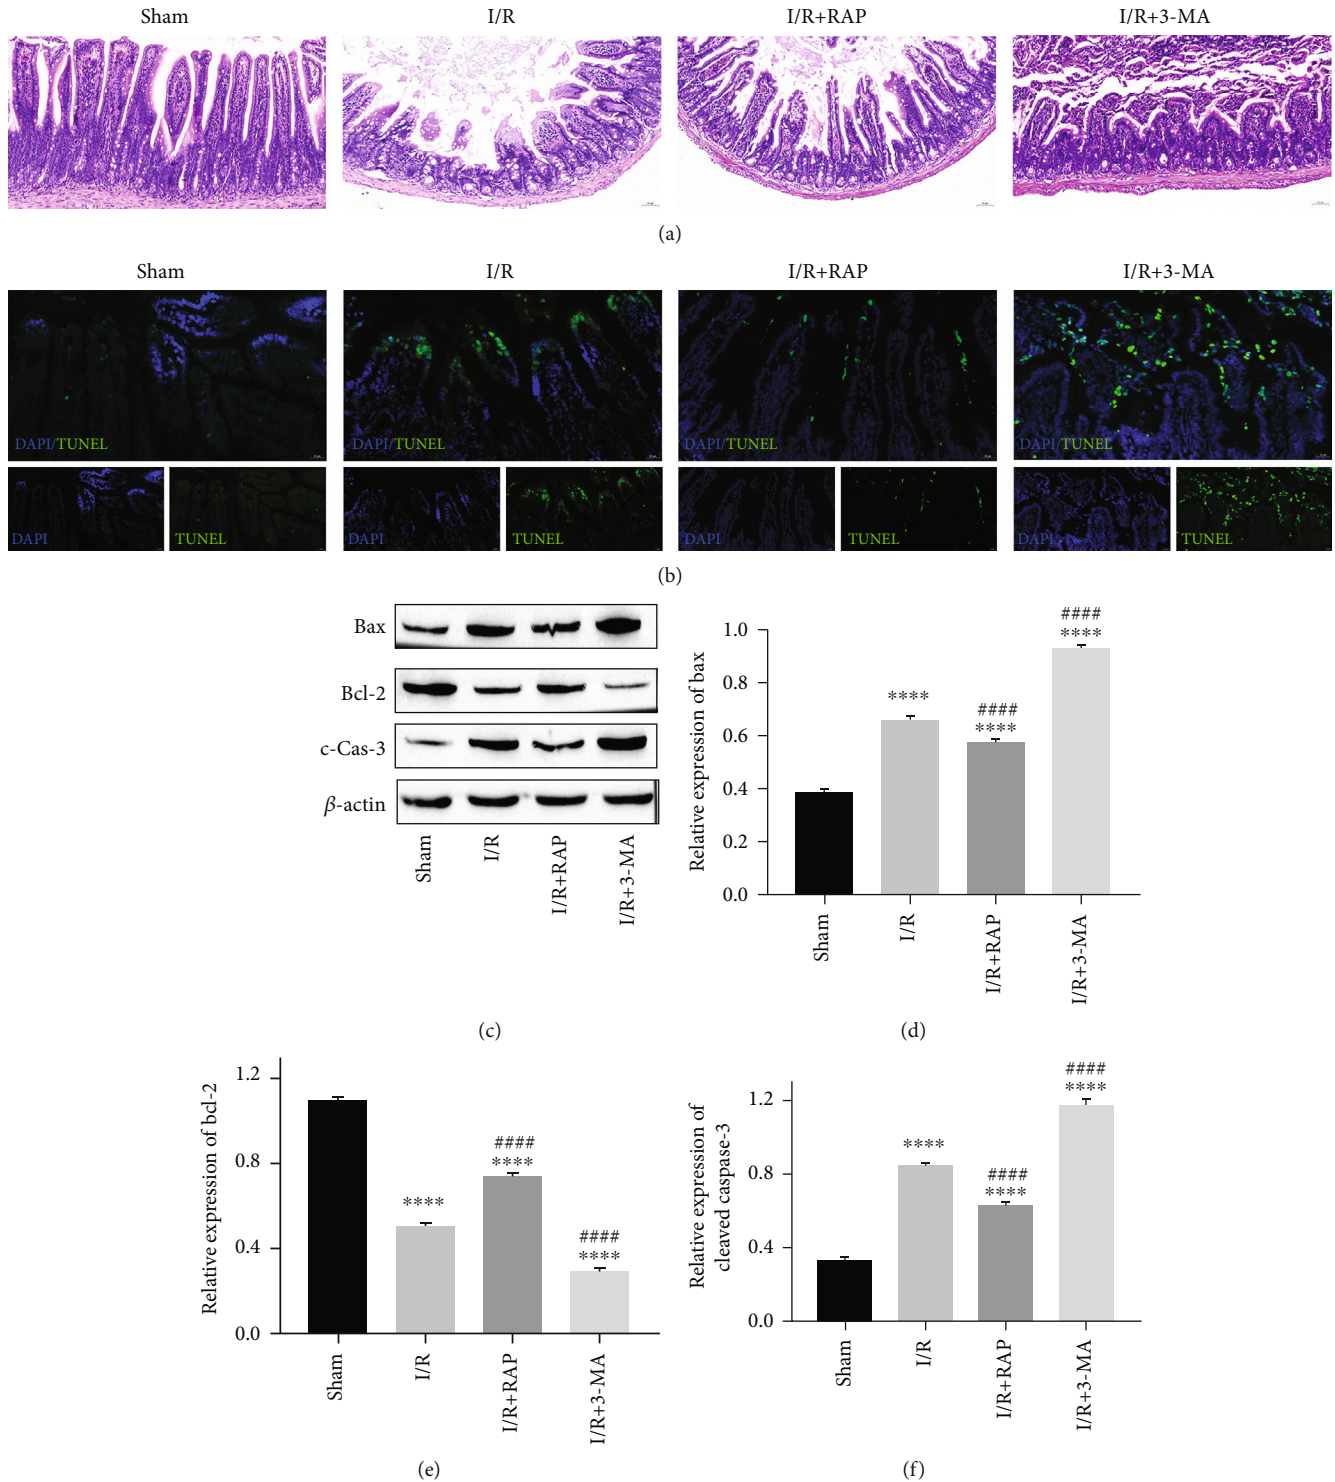 Sham I/R I/R+RAP I/R+3-MA
(a)
Sham I/R I/R+RAP I/R+3-MA
DAPI/TUNEL DAPI/TUNEL DAPI/TUNEL DAPI/TUNEL
DAPI TUNEL DAPI TUNEL DAPI TUNEL DAPI TUNEL
(b)
Bax
Bcl-2
c-Cas-3
β-actin
Sham
I/R
I/R+RAP
I/R+3-MA
(c)
Relative expression of bax
1.0
0.8
0.6
0.4
0.2
0.0
****
####
****
####
****
Sham
I/R
I/R+RAP
I/R+3-MA
(d)
Relative expression of bcl-2
1.2
0.8
0.4
0.0
****
####
****
####
****
Sham
I/R
I/R+RAP
I/R+3-MA
(e)
Relative expression of
cleaved caspase-3
1.2
0.8
0.4
0.0
****
####
****
####
****
Sham
I/R
I/R+RAP
I/R+3-MA
(f)